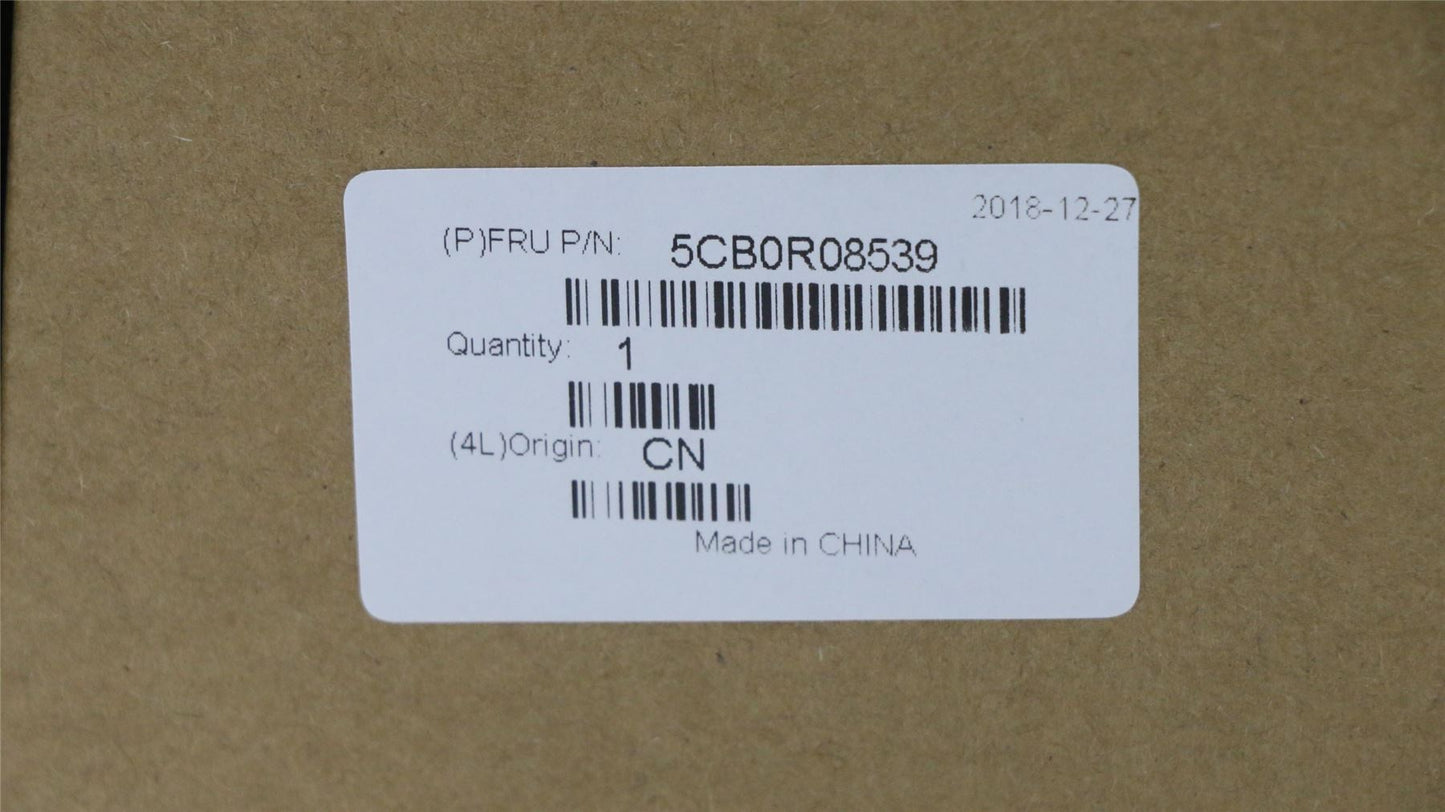 2018-12-27
(P)FRU P/N: 5CB0R08539
Quantity: 1
(4L)Origin: CN
Made in CHINA